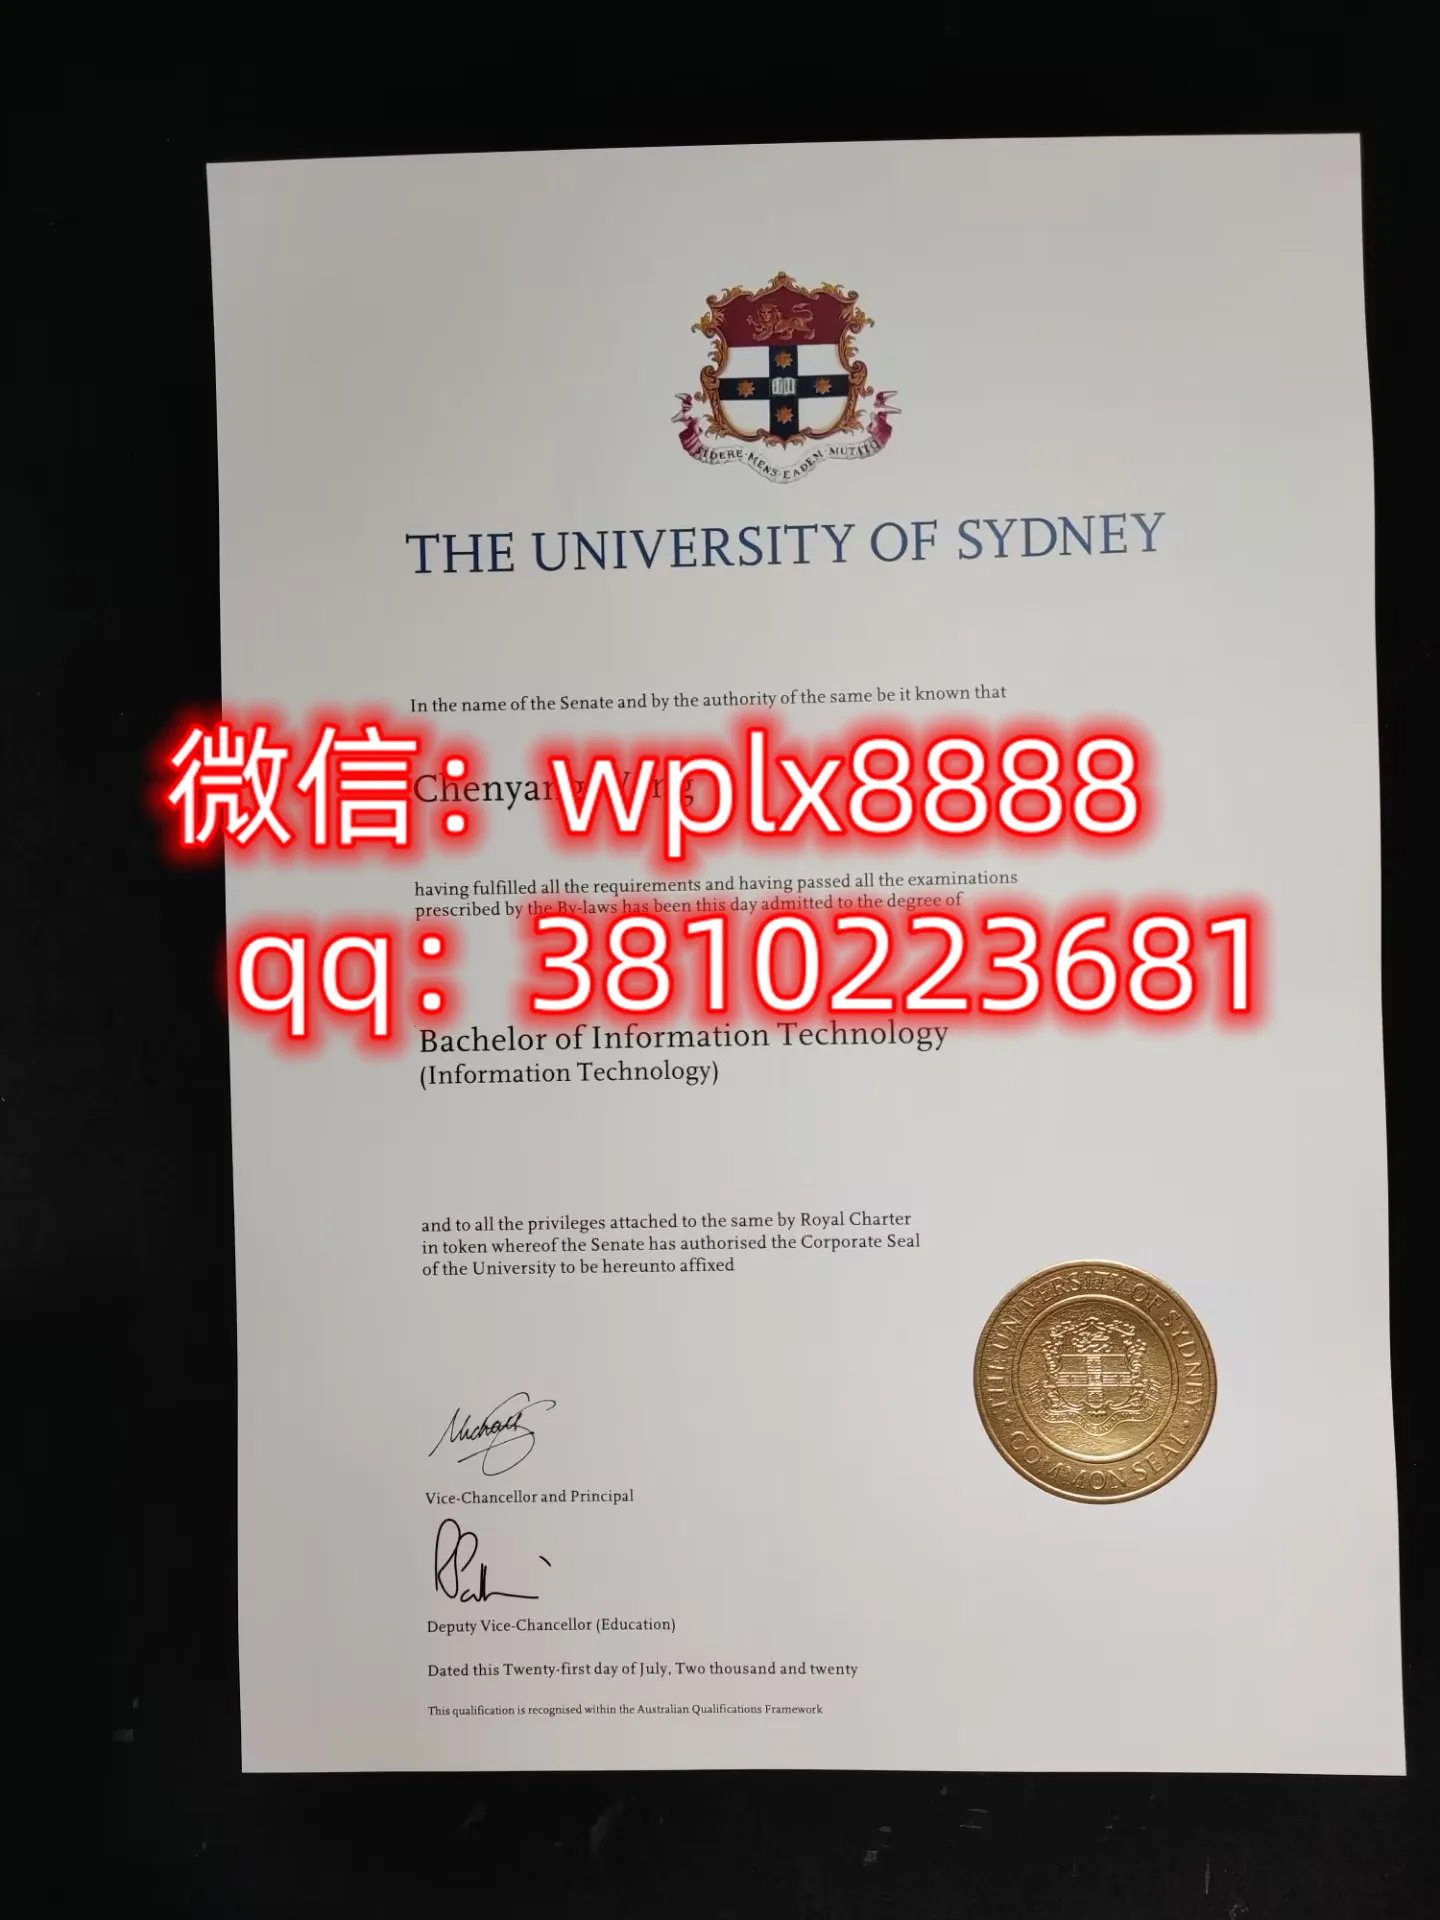 SIDERE·MENS·EADEM·MUTATO
THE UNIVERSITY OF SYDNEY
In the name of the Senate and by the authority of the same be it known that
Chenyang
微信：wplx8888
having fulfilled all the requirements and having passed all the examinations
prescribed by the By-laws has been this day admitted to the degree of
qq：3810223681
Bachelor of Information Technology
(Information Technology)
and to all the privileges attached to the same by Royal Charter
in token whereof the Senate has authorised the Corporate Seal
of the University to be hereunto affixed
THE UNIVERSITY OF SYDNEY
COMMON SEAL
Vice-Chancellor and Principal
Deputy Vice-Chancellor (Education)
Dated this Twenty-first day of July, Two thousand and twenty
This qualification is recognised within the Australian Qualifications Framework